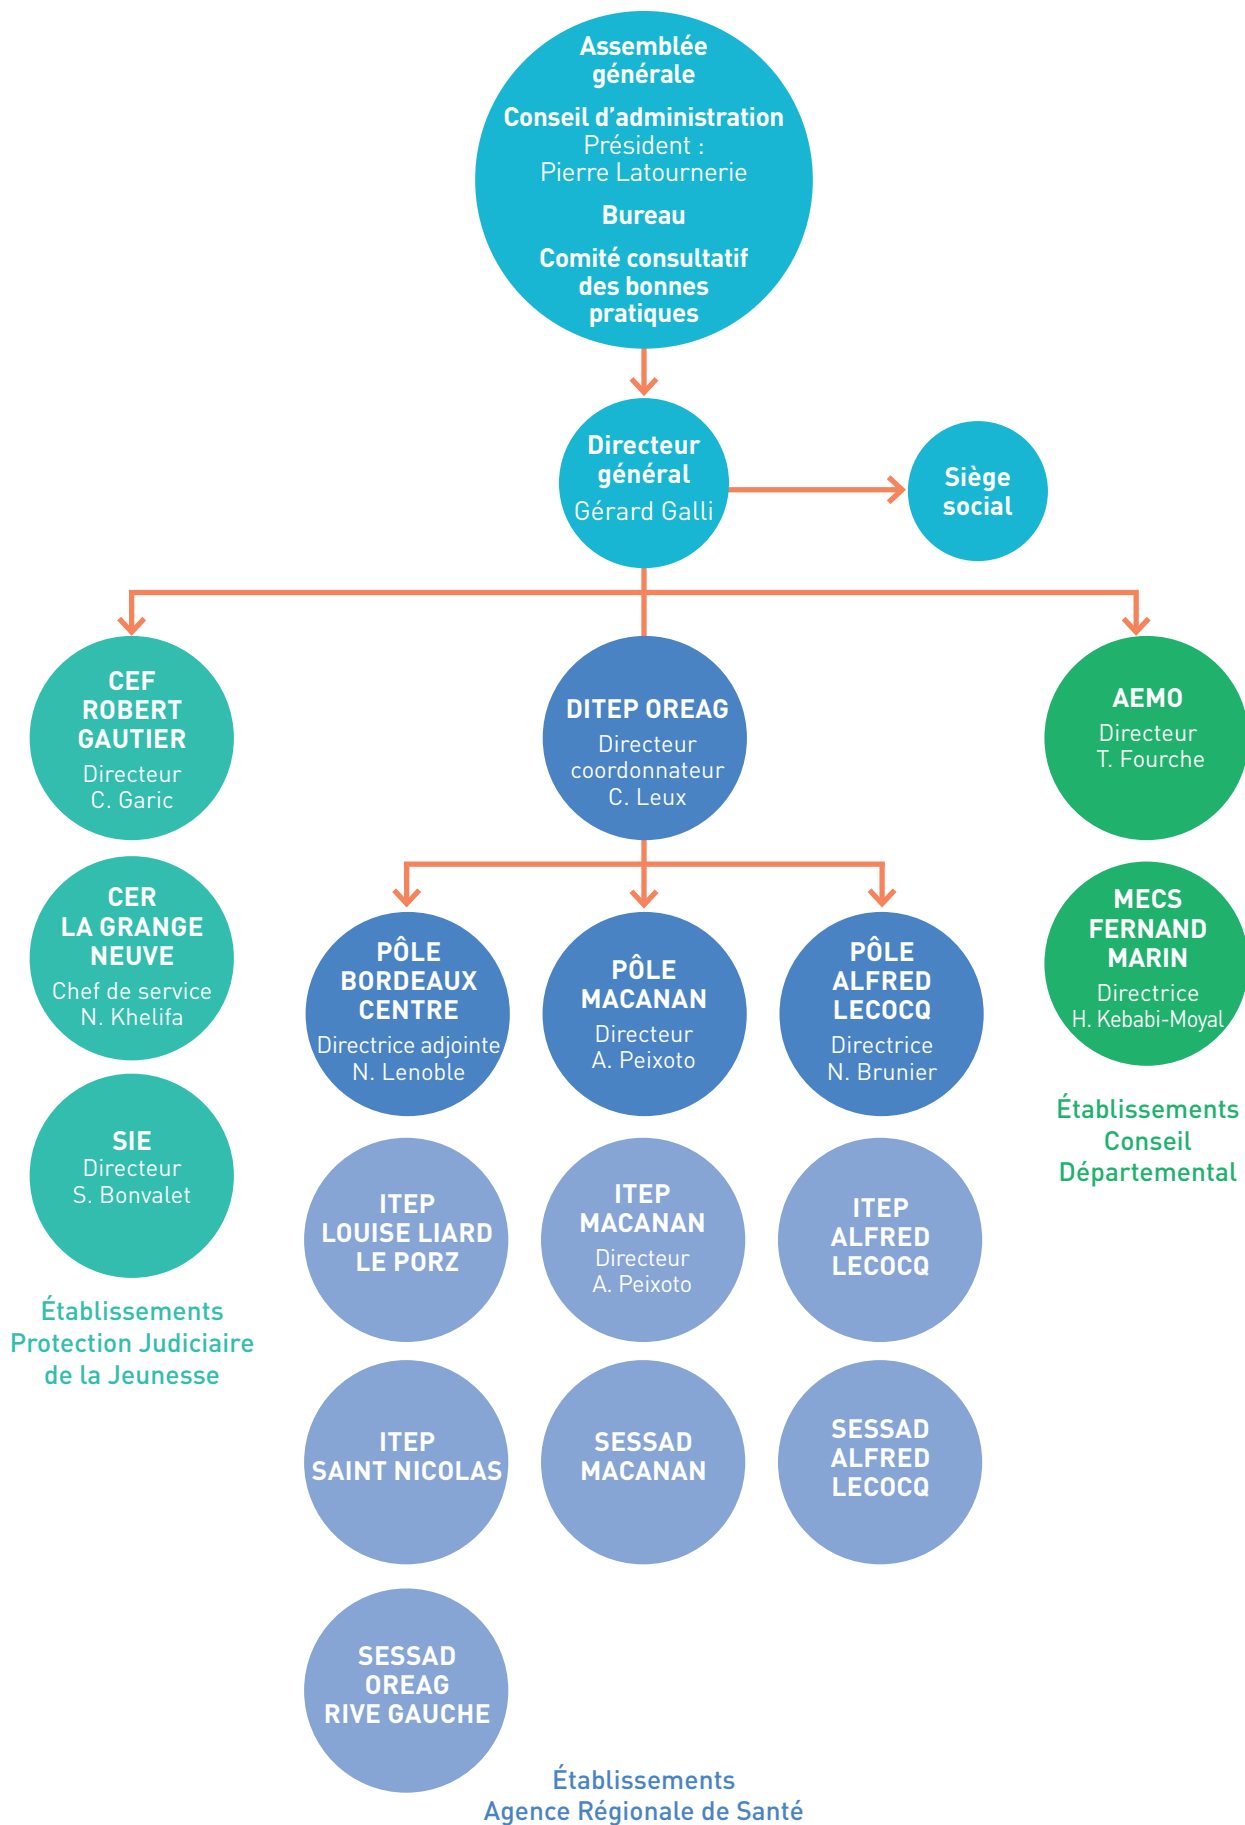 Assemblée
générale
Conseil d'administration
Président :
Pierre Latournerie
Bureau
Comité consultatif
des bonnes
pratiques
Directeur
général
Gérard Galli
Siège
social
CEF
ROBERT
GAUTIER
Directeur
C. Garic
CER
LA GRANGE
NEUVE
Chef de service
N. Khelifa
SIE
Directeur
S. Bonvalet
Établissements
Protection Judiciaire
de la Jeunesse
DITEP OREAG
Directeur
coordonnateur
C. Leux
PÔLE
BORDEAUX
CENTRE
Directrice adjointe
N. Lenoble
ITEP
LOUISE LIARD
LE PORZ
ITEP
SAINT NICOLAS
SESSAD
OREAG
RIVE GAUCHE
PÔLE
MACANAN
Directeur
A. Peixoto
ITEP
MACANAN
Directeur
A. Peixoto
SESSAD
MACANAN
PÔLE
ALFRED
LECOCQ
Directrice
N. Brunier
ITEP
ALFRED
LECOCQ
SESSAD
ALFRED
LECOCQ
Établissements
Agence Régionale de Santé
AEMO
Directeur
T. Fourche
MECS
FERNAND
MARIN
Directrice
H. Kebabi-Moyal
Établissements
Conseil
Départemental